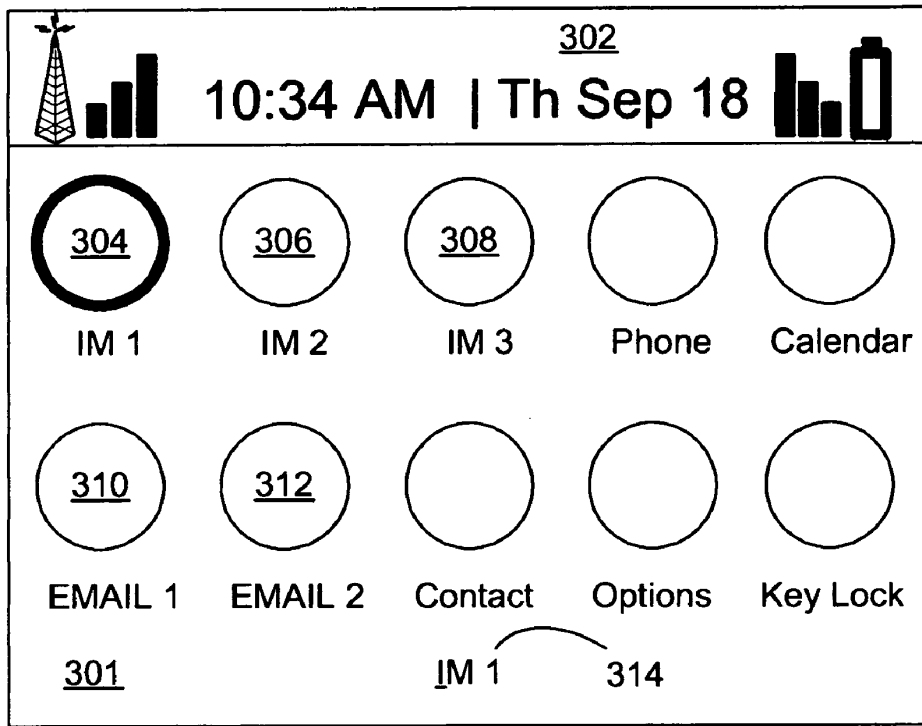 302
10:34 AM | Th Sep 18
304 306 308
IM 1 IM 2 IM 3 Phone Calendar
310 312
EMAIL 1 EMAIL 2 Contact Options Key Lock
301 IM 1 314